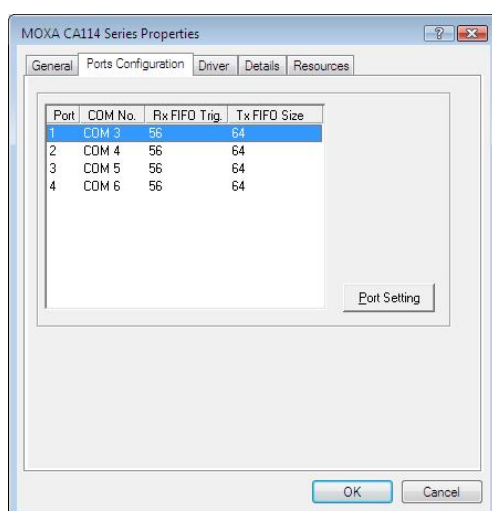 MOXA CA114 Series Properties
General Ports Configuration Driver Details Resources
Port COM No. Rx FIFO Trig. Tx FIFO Size
1 COM 3 56 64
2 COM 4 56 64
3 COM 5 56 64
4 COM 6 56 64
Port Setting
OK Cancel